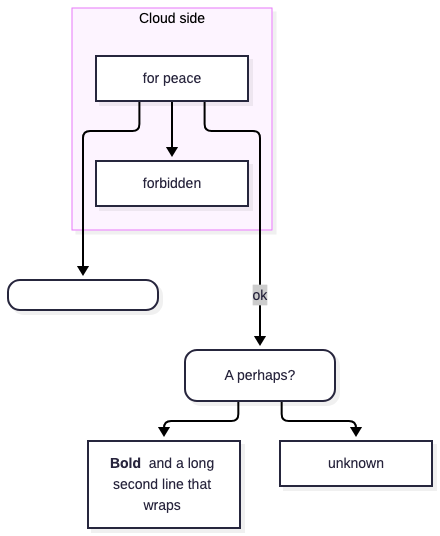 Cloud side
for peace
forbidden
ok
A perhaps?
Bold and a long
second line that
wraps
unknown